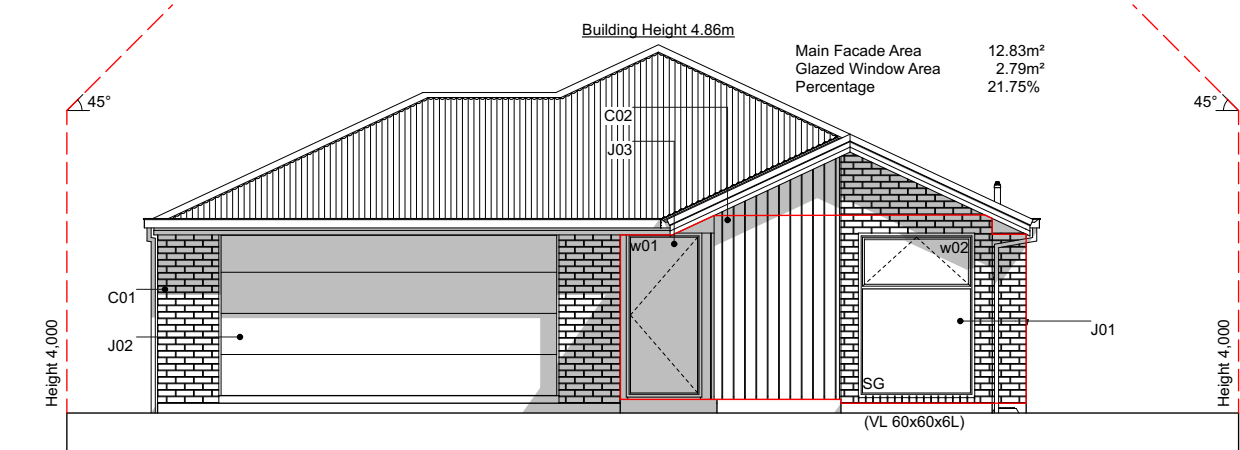 Building Height 4.86m
Main Facade Area 12.83m²
Glazed Window Area 2.79m²
Percentage 21.75%
45°
45°
C02
J03
w01
w02
C01
J02
J01
Height 4,000
Height 4,000
SG
(VL 60x60x6L)